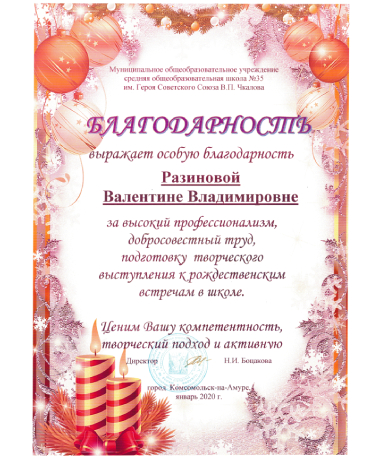 Муниципальное общеобразовательное учреждение
средняя общеобразовательная школа №35
им. Героя Советского Союза В.П. Чкалова
БЛАГОДАРНОСТЬ
выражает особую благодарность
Разиновой
Валентине Владимировне
за высокий профессионализм,
добросовестный труд,
подготовку творческого
выступления к рождественским
встречам в школе.
Ценим Вашу компетентность,
творческий подход и активную
Директор Н.И. Боцакова
город. Комсомольск-на-Амуре,
январь 2020 г.